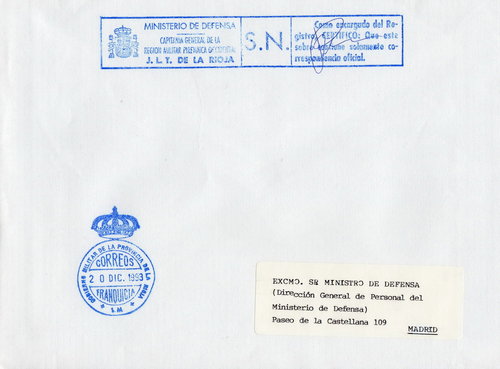 MINISTERIO DE DEFENSA
CAPITANIA GENERAL DE LA
REGION MILITAR PIRENAICA OCCIDENTAL
J. L. T. DE LA RIOJA
S.N.
Como encargado del Re-
gistro, CERTIFICO: Que este
sobre contiene solamente co-
rrespondencia oficial.
GOBIERNO MILITAR DE LA PROVINCIA DE LA RIOJA
CORREOS
20 DIC. 1993
FRANQUICIA
EXCMO. SR MINISTRO DE DEFENSA
(Dirección General de Personal del
Ministerio de Defensa)
Paseo de la Castellana 109
MADRID